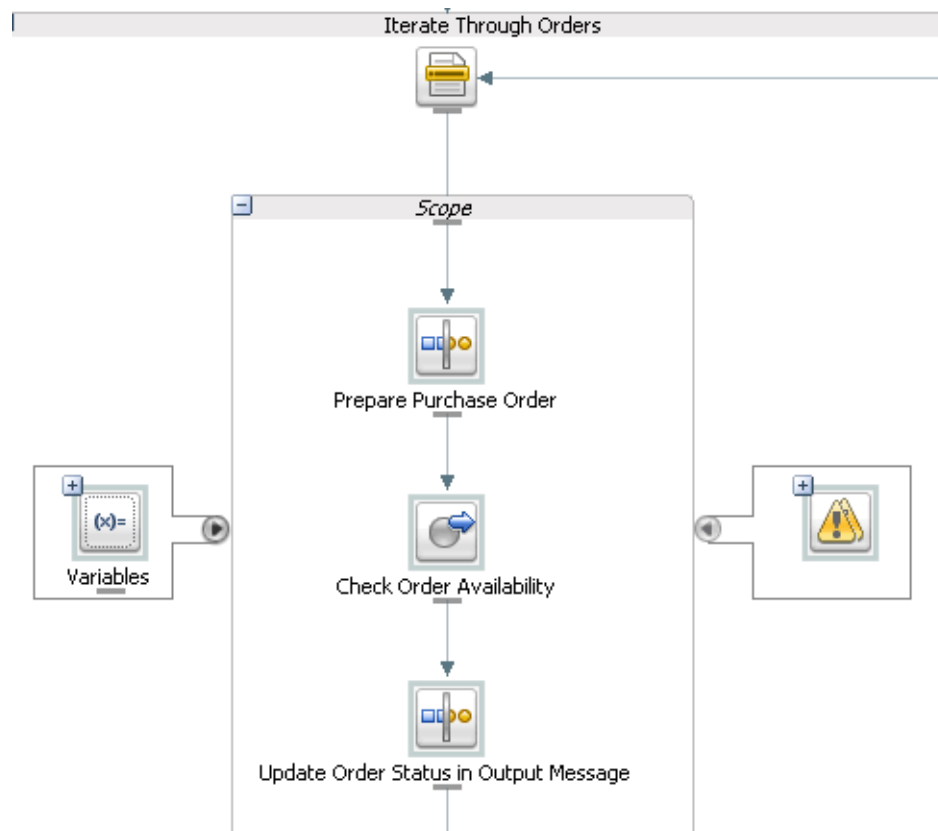 Iterate Through Orders
Scope
Prepare Purchase Order
(x)=
Variables
Check Order Availability
Update Order Status in Output Message